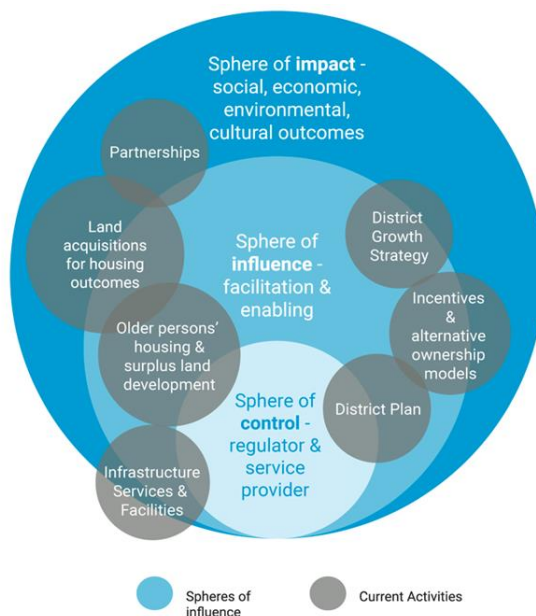 Sphere of impact -
social, economic,
environmental,
cultural outcomes
Partnerships
Land
acquisitions
for housing
outcomes
Sphere of
influence -
facilitation &
enabling
District
Growth
Strategy
Incentives
&
alternative
ownership
models
Older persons’
housing &
surplus land
development
Sphere of
control -
regulator &
service
provider
District Plan
Infrastructure
Services &
Facilities
Spheres of
influence
Current Activities